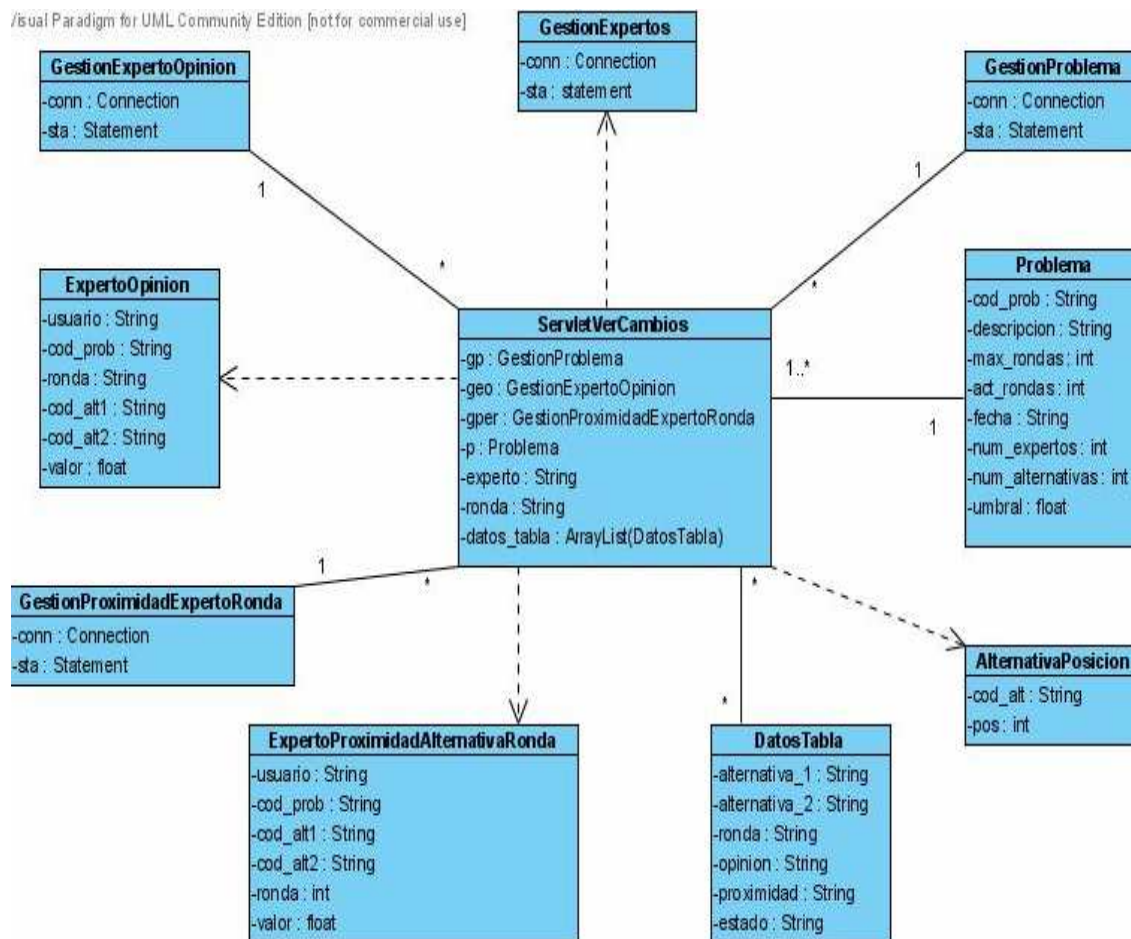 Visual Paradigm for UML Community Edition [not for commercial use]
GestionExpertos
-conn : Connection
-sta : statement
GestionExpertoOpinion
-conn : Connection
-sta : Statement
GestionProblema
-conn : Connection
-sta : Statement
1
*
1
*
ExpertoOpinion
-usuario : String
-cod_prob : String
-ronda : String
-cod_alt1 : String
-cod_alt2 : String
-valor : float
ServletVerCambios
-gp : GestionProblema
-geo : GestionExpertoOpinion
-gper : GestionProximidadExpertoRonda
-p : Problema
-experto : String
-ronda : String
-datos_tabla : ArrayList(DatosTabla)
1..*
1
Problema
-cod_prob : String
-descripcion : String
-max_rondas : int
-act_rondas : int
-fecha : String
-num_expertos : int
-num_alternativas : int
-umbral : float
1
*
*
*
GestionProximidadExpertoRonda
-conn : Connection
-sta : Statement
AlternativaPosicion
-cod_alt : String
-pos : int
ExpertoProximidadAlternativaRonda
-usuario : String
-cod_prob : String
-cod_alt1 : String
-cod_alt2 : String
-ronda : int
-valor : float
DatosTabla
-alternativa_1 : String
-alternativa_2 : String
-ronda : String
-opinion : String
-proximidad : String
-estado : String